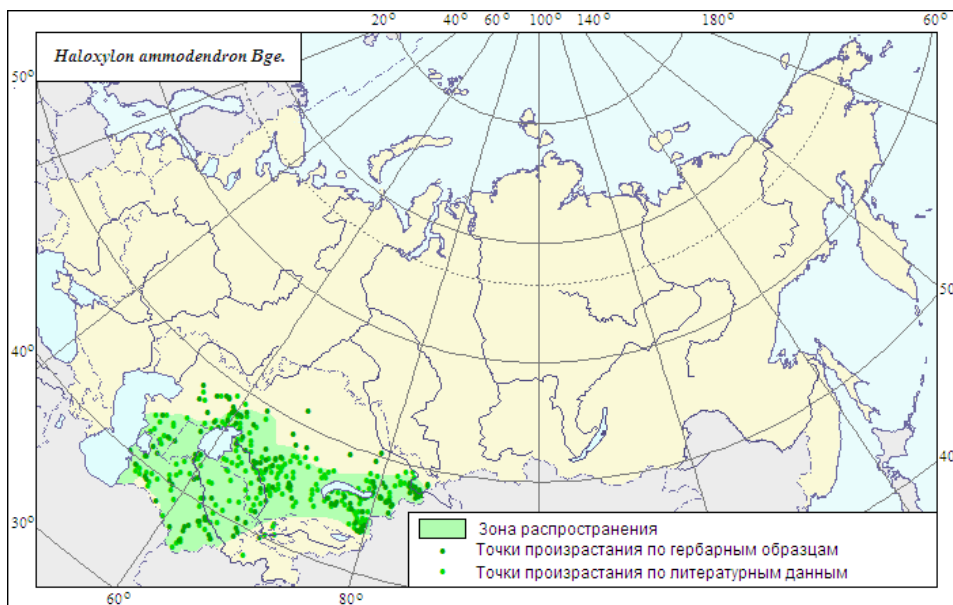 20° 40° 60° 100° 140° 180° 60°
Haloxylon ammodendron Bge.
50°
50
40°
40
30°
Зона распространения
Точки произрастания по гербарным образцам
Точки произрастания по литературным данным
60° 80°